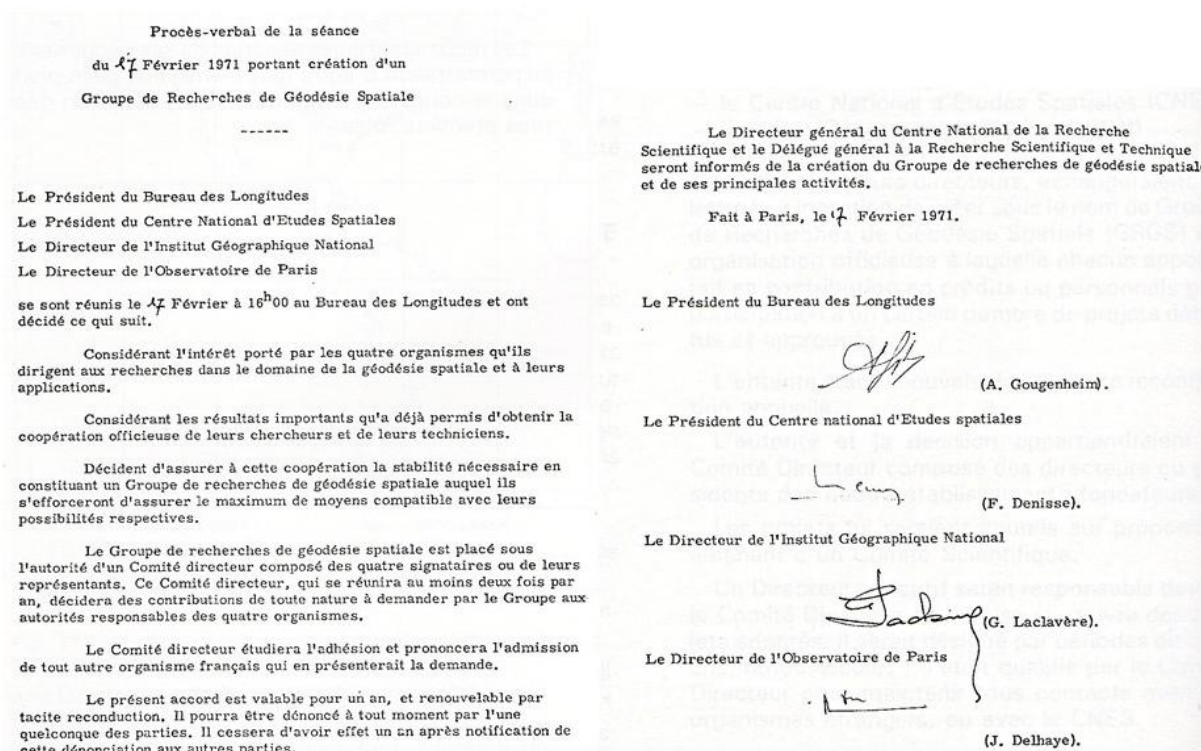 Procès-verbal de la séance
du 17 Février 1971 portant création d'un
Groupe de Recherches de Géodésie Spatiale
------
Le Président du Bureau des Longitudes
Le Président du Centre National d'Etudes Spatiales
Le Directeur de l'Institut Géographique National
Le Directeur de l'Observatoire de Paris
se sont réunis le 17 Février à 16h00 au Bureau des Longitudes et ont
décidé ce qui suit.
Considérant l'intérêt porté par les quatre organismes qu'ils
dirigent aux recherches dans le domaine de la géodésie spatiale et à leurs
applications.
Considérant les résultats importants qu'a déjà permis d'obtenir la
coopération officieuse de leurs chercheurs et de leurs techniciens.
Décident d'assurer à cette coopération la stabilité nécessaire en
constituant un Groupe de recherches de géodésie spatiale auquel ils
s'efforceront d'assurer le maximum de moyens compatible avec leurs
possibilités respectives.
Le Groupe de recherches de géodésie spatiale est placé sous
l'autorité d'un Comité directeur composé des quatre signataires ou de leurs
représentants. Ce Comité directeur, qui se réunira au moins deux fois par
an, décidera des contributions de toute nature à demander par le Groupe aux
autorités responsables des quatre organismes.
Le Comité directeur étudiera l'adhésion et prononcera l'admission
de tout autre organisme français qui en présenterait la demande.
Le présent accord est valable pour un an, et renouvelable par
tacite reconduction. Il pourra être dénoncé à tout moment par l'une
quelconque des parties. Il cessera d'avoir effet un an après notification de
cette dénonciation aux autres parties.
Le Directeur général du Centre National de la Recherche
Scientifique et le Délégué général à la Recherche Scientifique et Technique
seront informés de la création du Groupe de recherches de géodésie spatiale
et de ses principales activités.
Fait à Paris, le 17 Février 1971.
Le Président du Bureau des Longitudes
(A. Gougenheim).
Le Président du Centre national d'Etudes spatiales
(F. Denisse).
Le Directeur de l'Institut Géographique National
(G. Laclavère).
Le Directeur de l'Observatoire de Paris
(J. Delhaye).